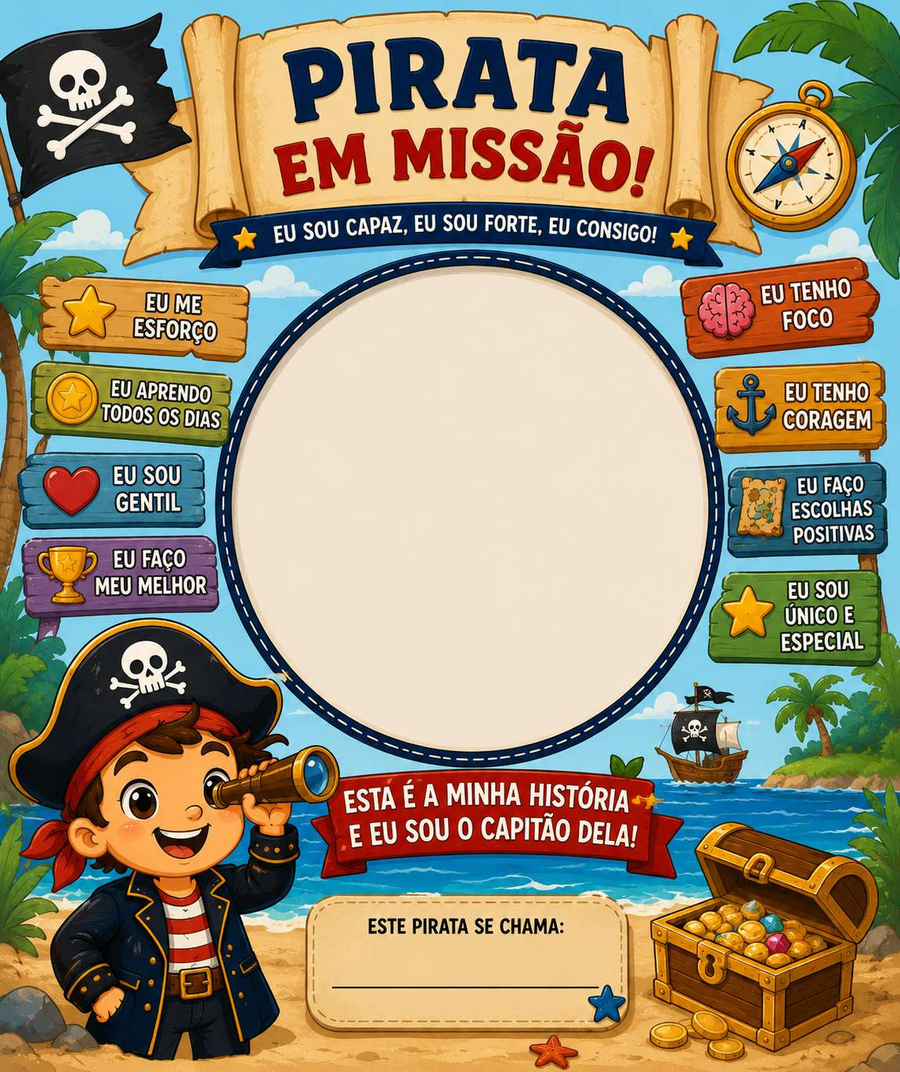 PIRATA
EM MISSÃO!
EU SOU CAPAZ, EU SOU FORTE, EU CONSIGO!
EU ME
ESFORÇO
EU APRENDO
TODOS OS DIAS
EU SOU
GENTIL
EU FAÇO
MEU MELHOR
EU TENHO
FOCO
EU TENHO
CORAGEM
EU FAÇO
ESCOLHAS
POSITIVAS
EU SOU
ÚNICO E
ESPECIAL
ESTA É A MINHA HISTÓRIA
E EU SOU O CAPITÃO DELA!
ESTE PIRATA SE CHAMA: